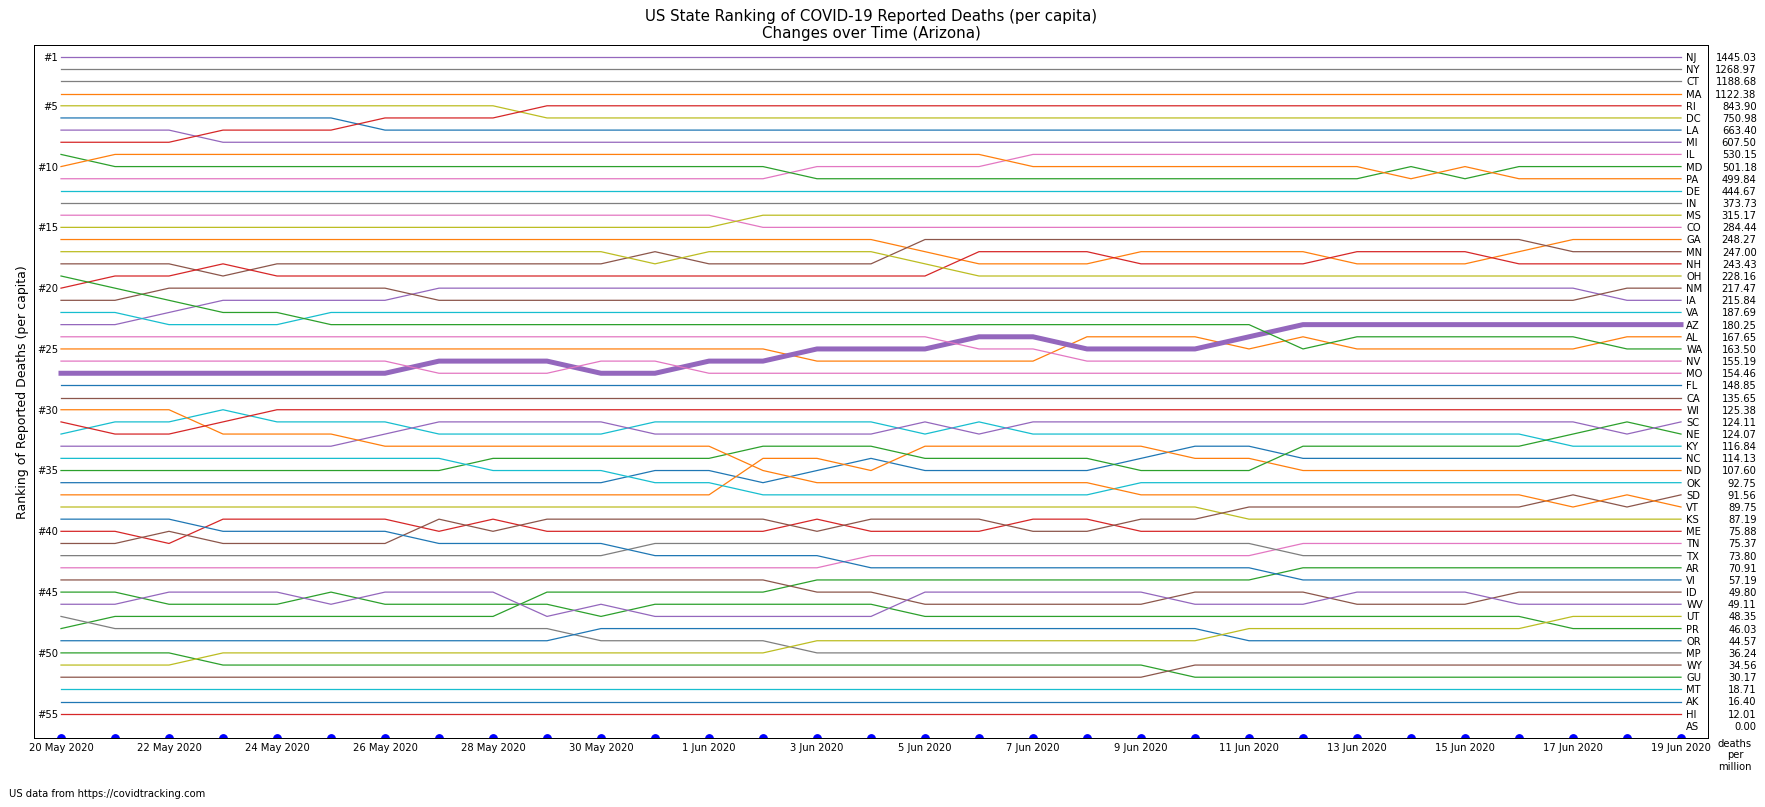 US State Ranking of COVID-19 Reported Deaths (per capita)
Changes over Time (Arizona)
Ranking of Reported Deaths (per capita)
#1
#5
#10
#15
#20
#25
#30
#35
#40
#45
#50
#55
NJ 1445.03
NY 1268.97
CT 1188.68
MA 1122.38
RI 843.90
DC 750.98
LA 663.40
MI 607.50
IL 530.15
MD 501.18
PA 499.84
DE 444.67
IN 373.73
MS 315.17
CO 284.44
GA 248.27
MN 247.00
NH 243.43
OH 228.16
NM 217.47
IA 215.84
VA 187.69
AZ 180.25
AL 167.65
WA 163.50
NV 155.19
MO 154.46
FL 148.85
CA 135.65
WI 125.38
SC 124.11
NE 124.07
KY 116.84
NC 114.13
ND 107.60
OK 92.75
SD 91.56
VT 89.75
KS 87.19
ME 75.88
TN 75.37
TX 73.80
AR 70.91
VI 57.19
ID 49.80
WV 49.11
UT 48.35
PR 46.03
OR 44.57
MP 36.24
WY 34.56
GU 30.17
MT 18.71
AK 16.40
HI 12.01
AS 0.00
20 May 2020 22 May 2020 24 May 2020 26 May 2020 28 May 2020 30 May 2020 1 Jun 2020 3 Jun 2020 5 Jun 2020 7 Jun 2020 9 Jun 2020 11 Jun 2020 13 Jun 2020 15 Jun 2020 17 Jun 2020 19 Jun 2020
deaths
per
million
US data from https://covidtracking.com